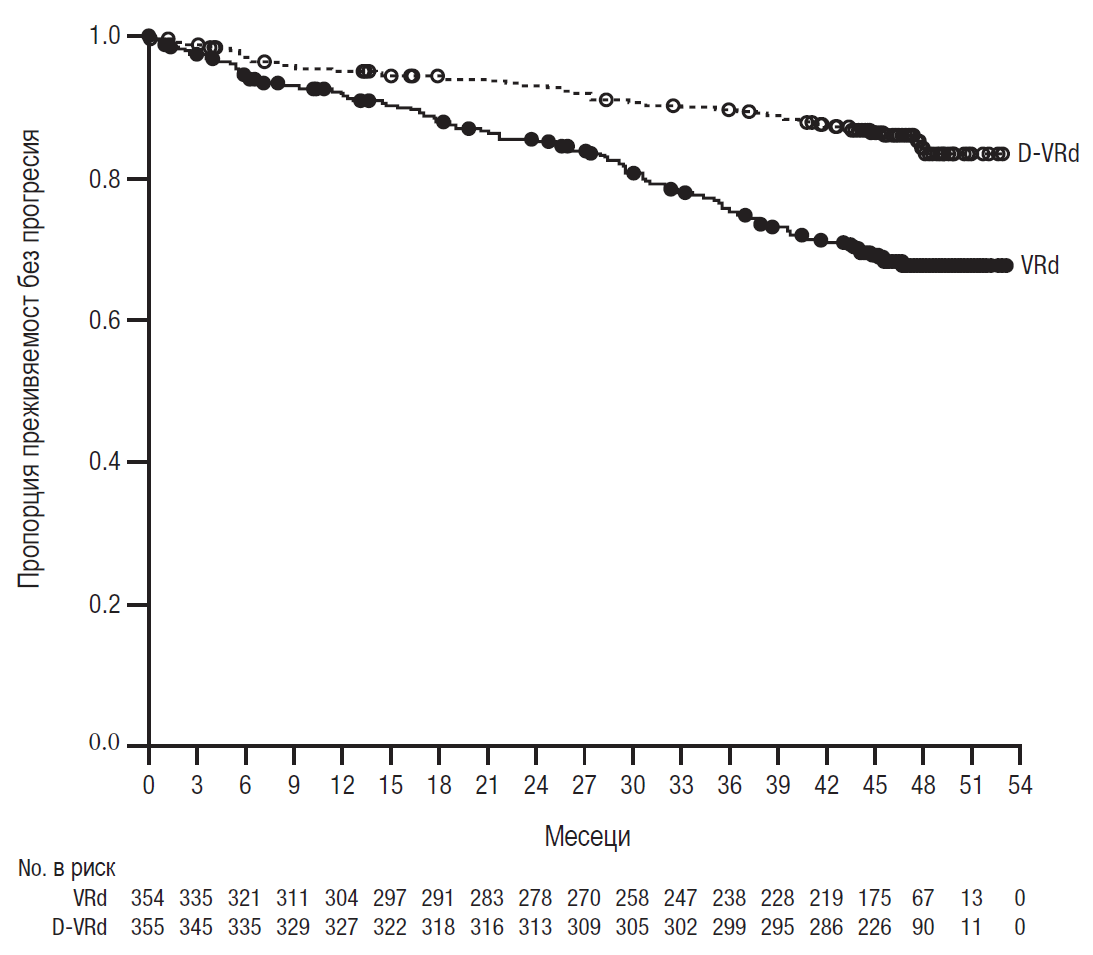 Пропорция преживяемост без прогресия
1.0
0.8
0.6
0.4
0.2
0.0
D-VRd
VRd
0 3 6 9 12 15 18 21 24 27 30 33 36 39 42 45 48 51 54
Месеци
No. в риск
VRd 354 335 321 311 304 297 291 283 278 270 258 247 238 228 219 175 67 13 0
D-VRd 355 345 335 329 327 322 318 316 313 309 305 302 299 295 286 226 90 11 0